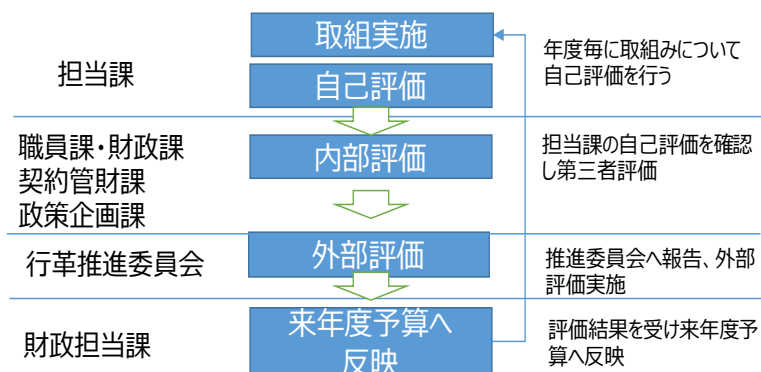 担当課
取組実施
自己評価
年度毎に取組みについて
自己評価を行う
職員課・財政課
契約管財課
政策企画課
内部評価
担当課の自己評価を確認
し第三者評価
行革推進委員会
外部評価
推進委員会へ報告、外部
評価実施
財政担当課
来年度予算へ
反映
評価結果を受け来年度予
算へ反映